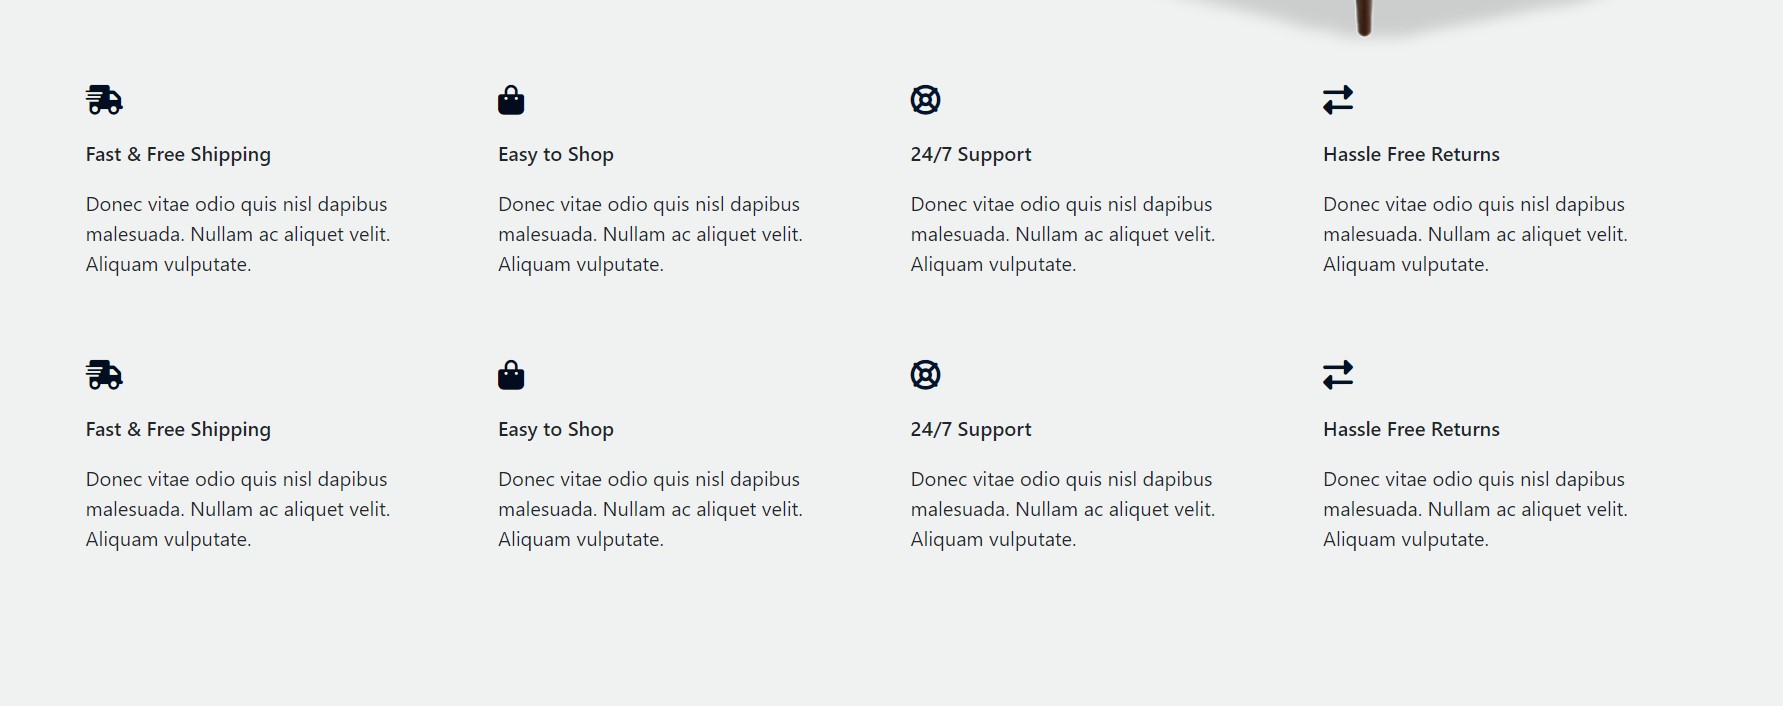 Fast & Free Shipping
Donec vitae odio quis nisl dapibus
malesuada. Nullam ac aliquet velit.
Aliquam vulputate.
Easy to Shop
Donec vitae odio quis nisl dapibus
malesuada. Nullam ac aliquet velit.
Aliquam vulputate.
24/7 Support
Donec vitae odio quis nisl dapibus
malesuada. Nullam ac aliquet velit.
Aliquam vulputate.
Hassle Free Returns
Donec vitae odio quis nisl dapibus
malesuada. Nullam ac aliquet velit.
Aliquam vulputate.
Fast & Free Shipping
Donec vitae odio quis nisl dapibus
malesuada. Nullam ac aliquet velit.
Aliquam vulputate.
Easy to Shop
Donec vitae odio quis nisl dapibus
malesuada. Nullam ac aliquet velit.
Aliquam vulputate.
24/7 Support
Donec vitae odio quis nisl dapibus
malesuada. Nullam ac aliquet velit.
Aliquam vulputate.
Hassle Free Returns
Donec vitae odio quis nisl dapibus
malesuada. Nullam ac aliquet velit.
Aliquam vulputate.